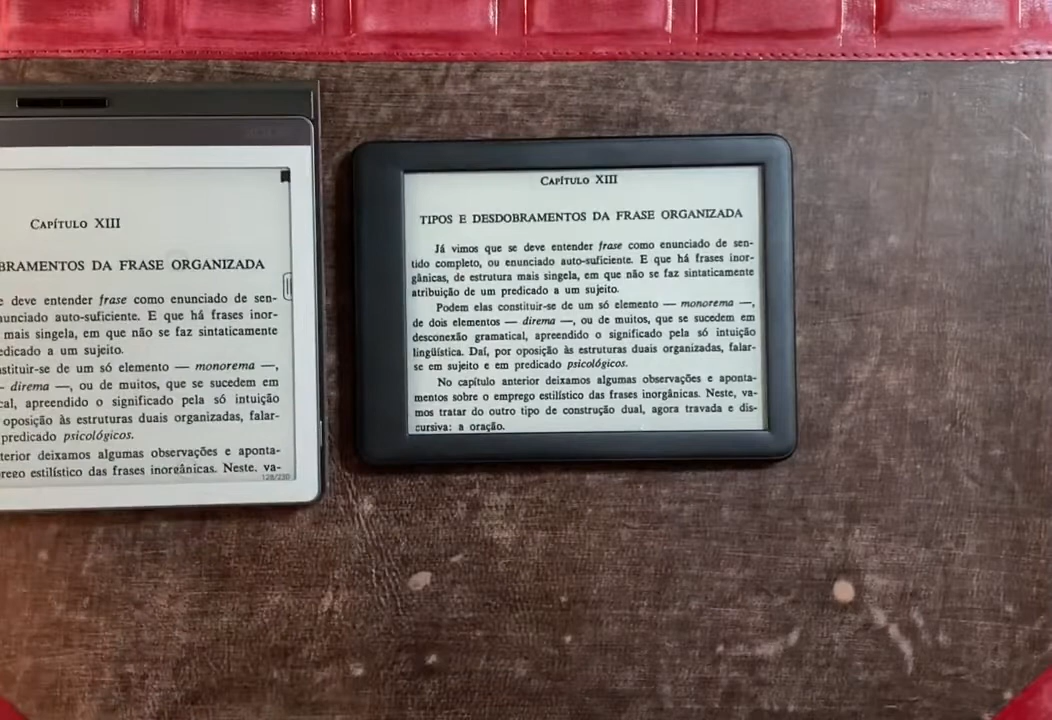 CAPÍTULO XIII
BRAMENTOS DA FRASE ORGANIZADA
e deve entender frase como enunciado de sen-
nunciado auto-suficiente. E que há frases inor-
mais singela, em que não se faz sintaticamente
edicado a um sujeito.
stituir-se de um só elemento — monorema —,
- direma —, ou de muitos, que se sucedem em
cal, apreendido o significado pela só intuição
oposição às estruturas duais organizadas, falar-
predicado psicológicos.
terior deixamos algumas observações e aponta-
prego estilístico das frases inorgânicas. Neste, va-
128/230
CAPÍTULO XIII
TIPOS E DESDOBRAMENTOS DA FRASE ORGANIZADA
Já vimos que se deve entender frase como enunciado de sen-
tido completo, ou enunciado auto-suficiente. E que há frases inor-
gânicas, de estrutura mais singela, em que não se faz sintaticamente
atribuição de um predicado a um sujeito.
Podem elas constituir-se de um só elemento — monorema —,
de dois elementos — direma —, ou de muitos, que se sucedem em
desconexão gramatical, apreendido o significado pela só intuição
lingüística. Daí, por oposição às estruturas duais organizadas, falar-
se em sujeito e em predicado psicológicos.
No capítulo anterior deixamos algumas observações e aponta-
mentos sobre o emprego estilístico das frases inorgânicas. Neste, va-
mos tratar do outro tipo de construção dual, agora travada e dis-
cursiva: a oração.